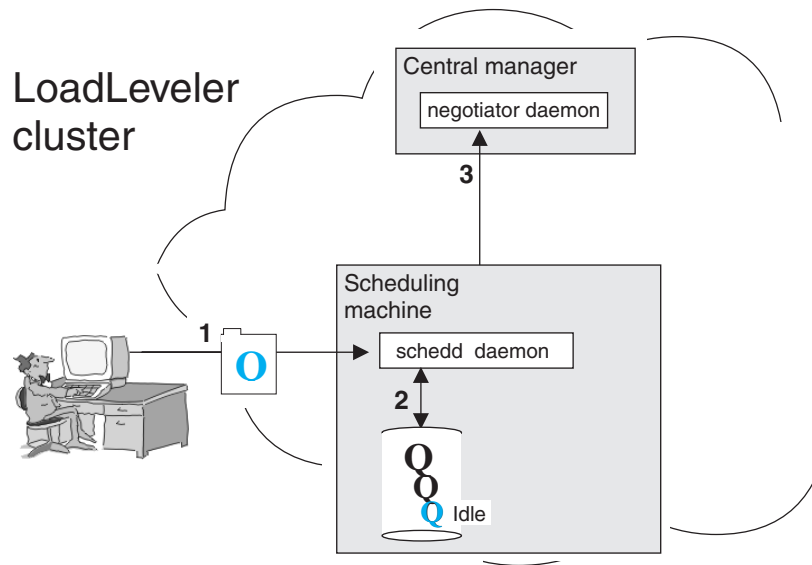 LoadLeveler
cluster
Central manager
negotiator daemon
3
Scheduling
machine
1
O
schedd daemon
2
Q
Q
Q Idle